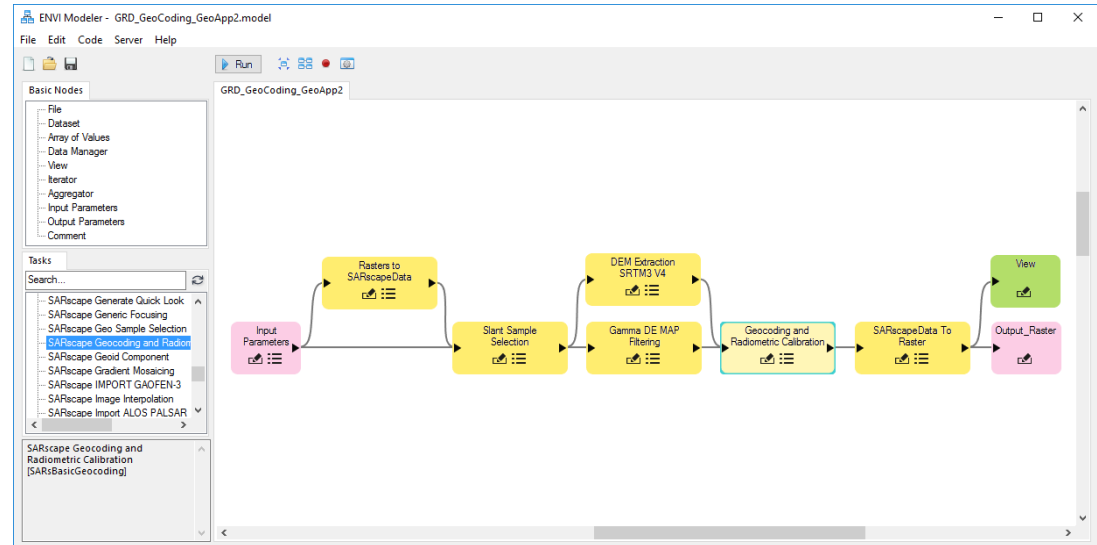 ENVI Modeler - GRD_GeoCoding_GeoApp2.model
File Edit Code Server Help
Run
Basic Nodes
File
Dataset
Array of Values
Data Manager
View
Iterator
Aggregator
Input Parameters
Output Parameters
Comment
Tasks
Search...
SARscape Generate Quick Look
SARscape Generic Focusing
SARscape Geo Sample Selection
SARscape Geocoding and Radiom
SARscape Geoid Component
SARscape Gradient Mosaicing
SARscape IMPORT GAOFEN-3
SARscape Image Interpolation
SARscape Import ALOS PALSAR
SARscape Geocoding and
Radiometric Calibration
[SARsBasicGeocoding]
GRD_GeoCoding_GeoApp2
Input
Parameters
Rasters to
SARscapeData
Slant Sample
Selection
DEM Extraction
SRTM3 V4
Gamma DE MAP
Filtering
Geocoding and
Radiometric Calibration
SARscapeData To
Raster
View
Output_Raster